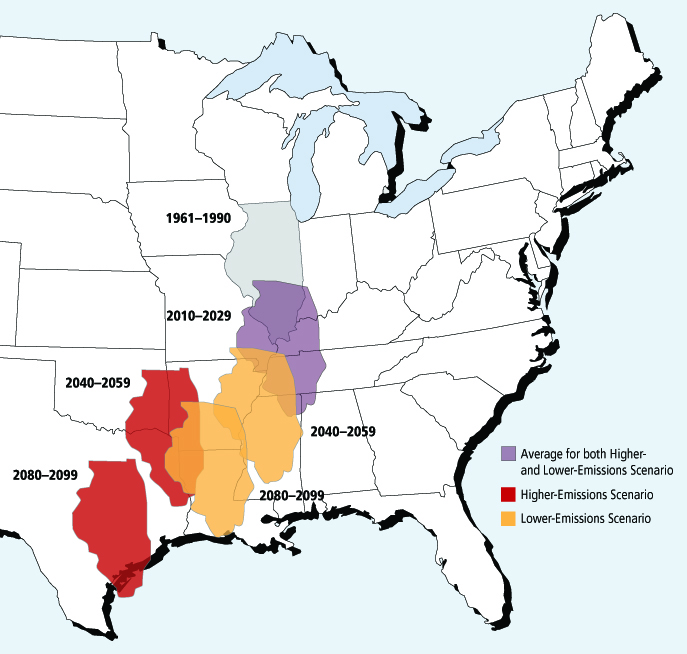 1961–1990
2010–2029
2040–2059
2040–2059
2080–2099
2080–2099
Average for both Higher-
and Lower-Emissions Scenario
Higher-Emissions Scenario
Lower-Emissions Scenario